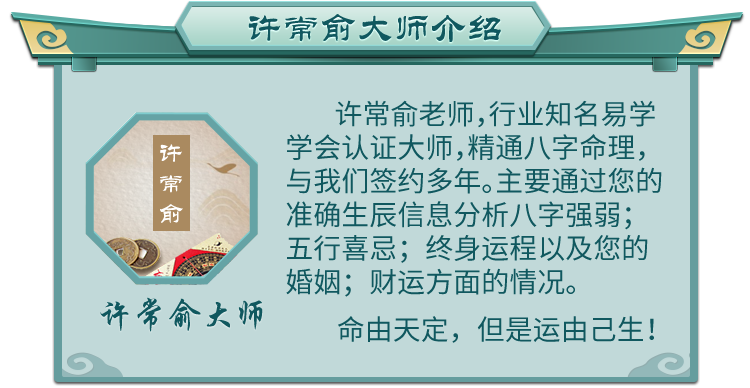 许常俞大师介绍
许常俞
许常俞大师
许常俞老师,行业知名易学
学会认证大师,精通八字命理,
与我们签约多年。主要通过您的
准确生辰信息分析八字强弱；
五行喜忌；终身运程以及您的
婚姻；财运方面的情况。
命由天定，但是运由己生！